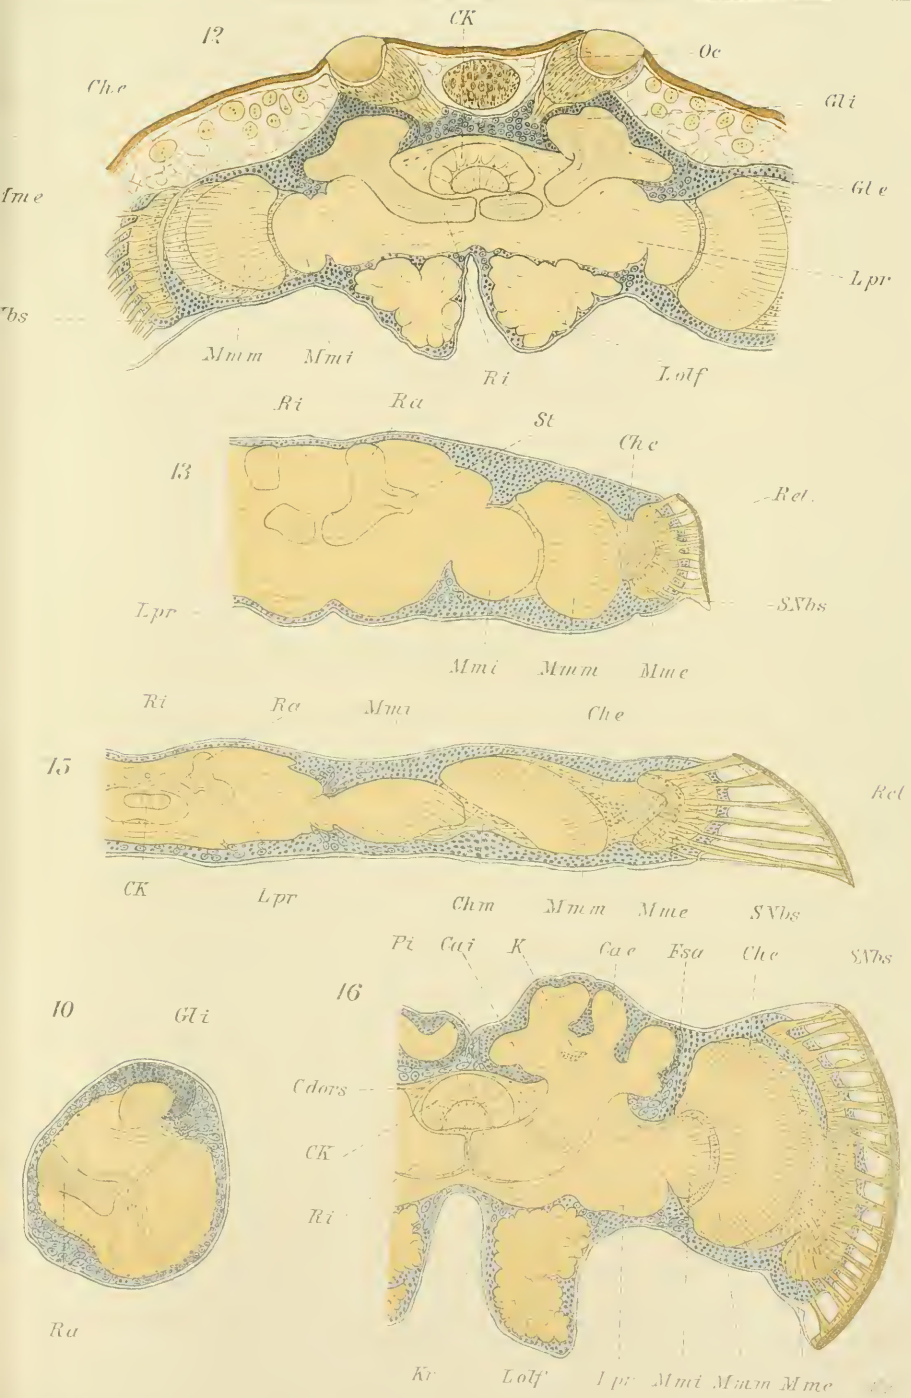 12 CK Oc
Che Gli
Mme Gle
Lpr
Mmm Mmi Ri Lolf
Ri Ra St Che
13 Ret.
Lpr SNbs
Mmi Mmm Mme
Ri Ra Mmi Che
15 Ret
CK Lpr Chm Mmm Mme SNbs
Pi Cai K Cae Fsa Che SNbs
10 Gli 16
Cdors
CK
Ri
Ra
Kr Lolf Lpr Mmi Mmm Mme